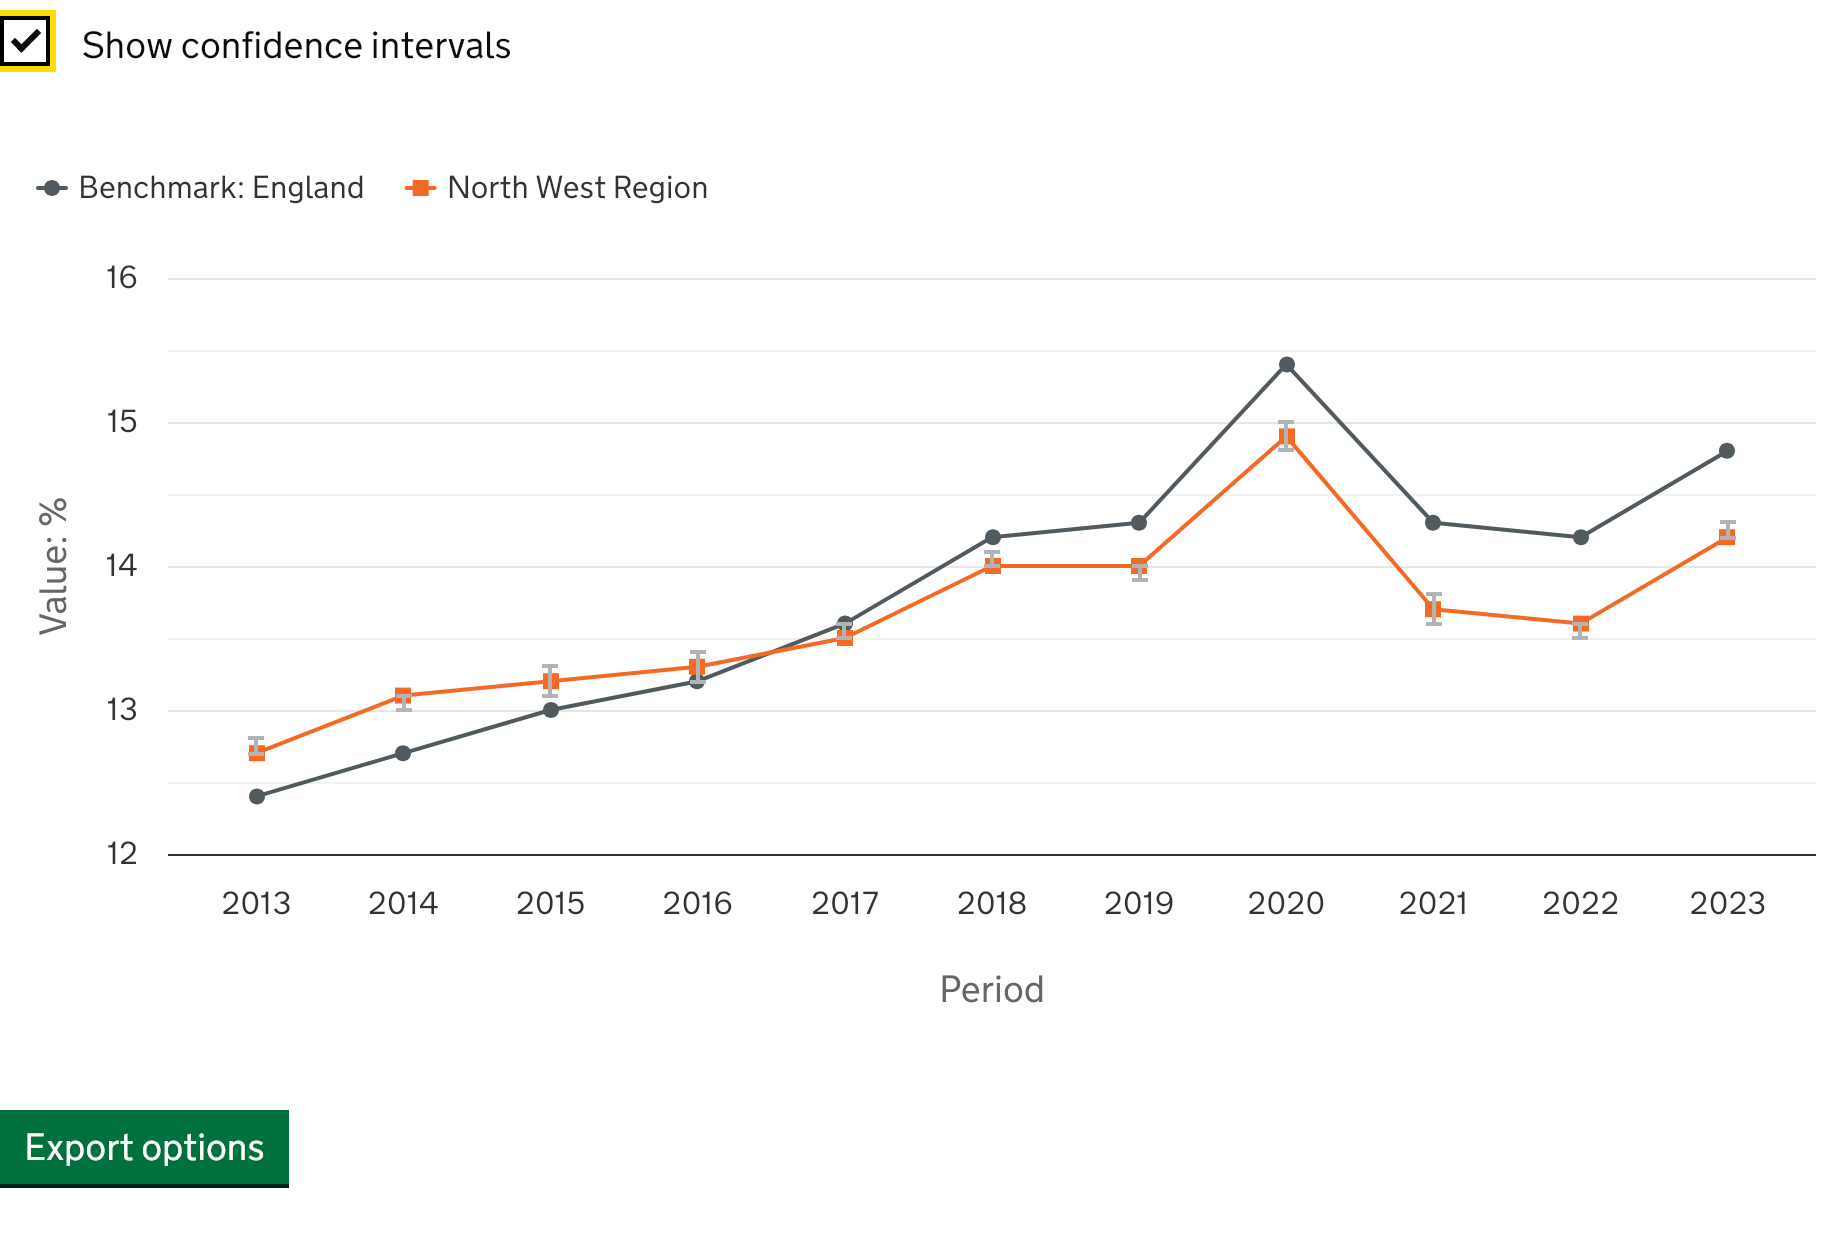 Show confidence intervals
Benchmark: England North West Region
16
15
14
13
12
Value: %
2013 2014 2015 2016 2017 2018 2019 2020 2021 2022 2023
Period
Export options